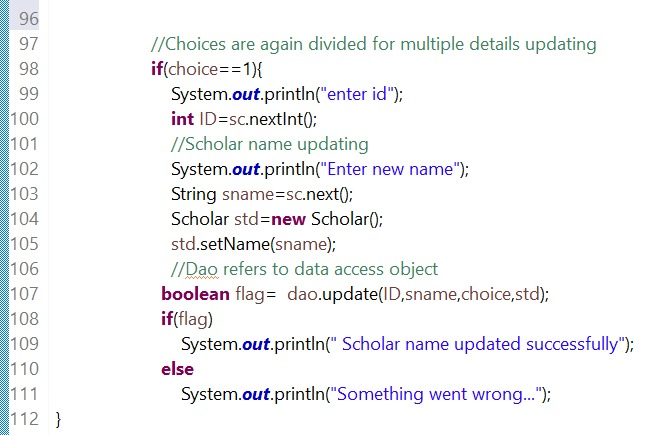 96
97 //Choices are again divided for multiple details updating
98 if(choice==1){
99 System.out.println("enter id");
100 int ID=sc.nextInt();
101 //Scholar name updating
102 System.out.println("Enter new name");
103 String sname=sc.next();
104 Scholar std=new Scholar();
105 std.setName(sname);
106 //Dao refers to data access object
107 boolean flag=  dao.update(ID,sname,choice,std);
108 if(flag)
109 System.out.println(" Scholar name updated successfully");
110 else
111 System.out.println("Something went wrong...");
112 }